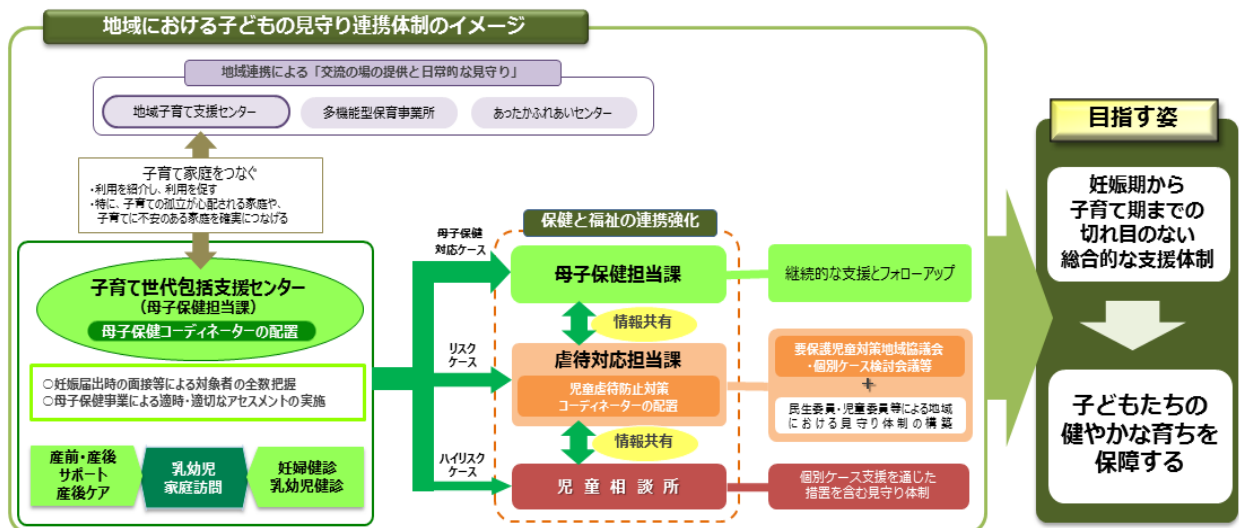 地域における子どもの見守り連携体制のイメージ
地域連携による「交流の場の提供と日常的な見守り」
地域子育て支援センター
多機能型保育事業所
あったかふれあいセンター
子育て家庭をつなぐ
・利用を紹介し、利用を促す
・特に、子育ての孤立が心配される家庭や、
子育てに不安のある家庭を確実につなげる
子育て世代包括支援センター
(母子保健担当課)
母子保健コーディネーターの配置
○妊娠届出時の面接等による対象者の全数把握
○母子保健事業による適時・適切なアセスメントの実施
産前・産後
サポート
産後ケア
乳幼児
家庭訪問
妊婦健診
乳幼児健診
母子保健
対応ケース
リスク
ケース
ハイリスク
ケース
保健と福祉の連携強化
母子保健担当課
情報共有
虐待対応担当課
児童虐待防止対策
コーディネーターの配置
情報共有
児童相談所
継続的な支援とフォローアップ
要保護児童対策地域協議会
・個別ケース検討会議等
+
民生委員・児童委員等による地域
における見守り体制の構築
個別ケース支援を通じた
措置を含む見守り体制
目指す姿
妊娠期から
子育て期までの
切れ目のない
総合的な支援体制
子どもたちの
健やかな育ちを
保障する